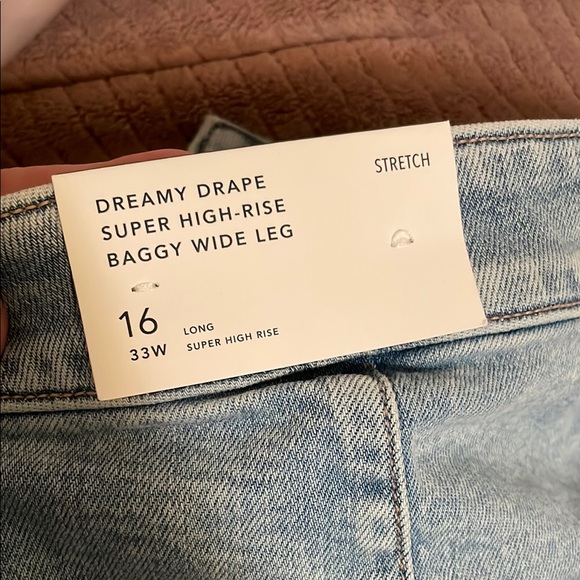 STRETCH
DREAMY DRAPE
SUPER HIGH-RISE
BAGGY WIDE LEG
16
33W
LONG
SUPER HIGH RISE